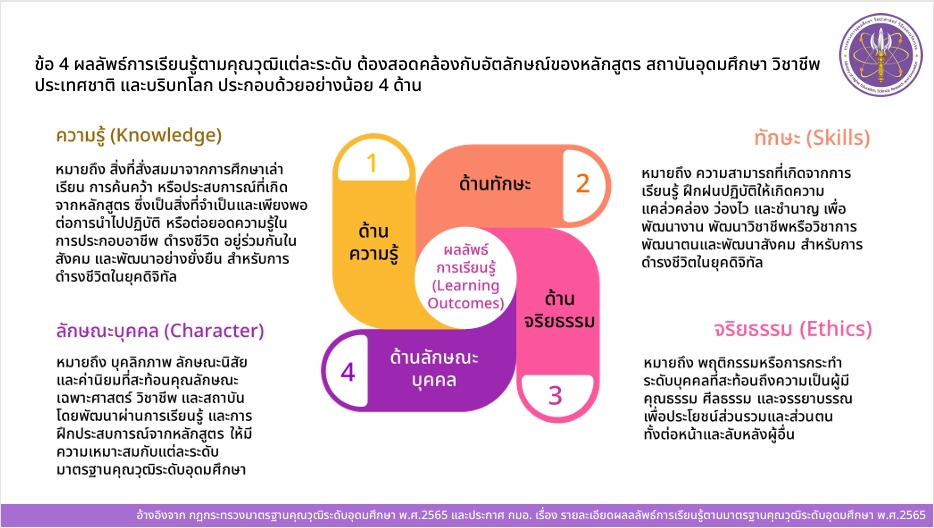 ข้อ 4 ผลลัพธ์การเรียนรู้ตามคุณวุฒิแต่ละระดับ ต้องสอดคล้องกับอัตลักษณ์ของหลักสูตร สถาบันอุดมศึกษา วิชาชีพ
ประเทศชาติ และบริบทโลก ประกอบด้วยอย่างน้อย 4 ด้าน
ความรู้ (Knowledge)
หมายถึง สิ่งที่สั่งสมมาจากการศึกษาเล่า
เรียน การค้นคว้า หรือประสบการณ์ที่เกิด
จากหลักสูตร ซึ่งเป็นสิ่งที่จำเป็นและเพียงพอ
ต่อการนำไปปฏิบัติ หรือต่อยอดความรู้ใน
การประกอบอาชีพ ดำรงชีวิต อยู่ร่วมกันใน
สังคม และพัฒนาอย่างยั่งยืน สำหรับการ
ดำรงชีวิตในยุคดิจิทัล
1
ด้าน
ความรู้
ด้านทักษะ
2
ผลลัพธ์
การเรียนรู้
(Learning
Outcomes)
ด้าน
จริยธรรม
3
4
ด้านลักษณะ
บุคคล
ทักษะ (Skills)
หมายถึง ความสามารถที่เกิดจากการ
เรียนรู้ ฝึกฝนปฏิบัติให้เกิดความ
แคล่วคล่อง ว่องไว และชำนาญ เพื่อ
พัฒนางาน พัฒนาวิชาชีพหรือวิชาการ
พัฒนาตนและพัฒนาสังคม สำหรับการ
ดำรงชีวิตในยุคดิจิทัล
ลักษณะบุคคล (Character)
หมายถึง บุคลิกภาพ ลักษณะนิสัย
และค่านิยมที่สะท้อนคุณลักษณะ
เฉพาะศาสตร์ วิชาชีพ และสถาบัน
โดยพัฒนาผ่านการเรียนรู้ และการ
ฝึกประสบการณ์จากหลักสูตร ให้มี
ความเหมาะสมกับแต่ละระดับ
มาตรฐานคุณวุฒิระดับอุดมศึกษา
จริยธรรม (Ethics)
หมายถึง พฤติกรรมหรือการกระทำ
ระดับบุคคลที่สะท้อนถึงความเป็นผู้มี
คุณธรรม ศีลธรรม และจรรยาบรรณ
เพื่อประโยชน์ส่วนรวมและส่วนตน
ทั้งต่อหน้าและลับหลังผู้อื่น
อ้างอิงจาก กฎกระทรวงมาตรฐานคุณวุฒิระดับอุดมศึกษา พ.ศ.2565 และประกาศ กมอ. เรื่อง รายละเอียดผลลัพธ์การเรียนรู้ตามมาตรฐานคุณวุฒิระดับอุดมศึกษา พ.ศ.2565